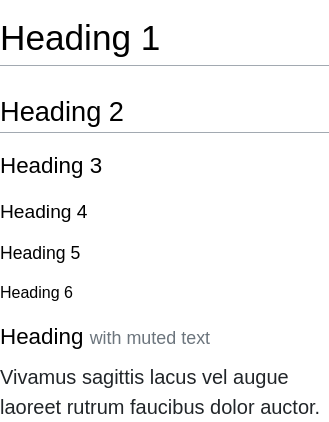 Heading 1
Heading 2
Heading 3
Heading 4
Heading 5
Heading 6
Heading with muted text
Vivamus sagittis lacus vel augue
laoreet rutrum faucibus dolor auctor.